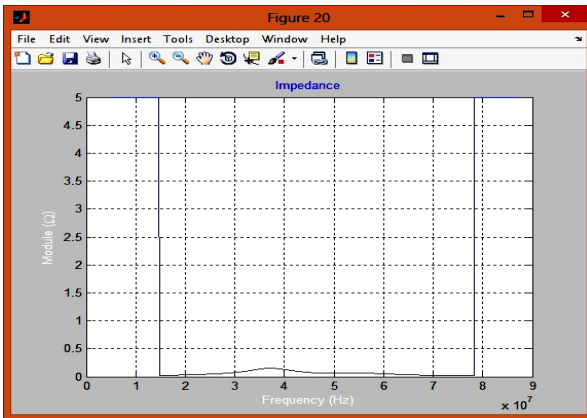 Figure 20
File Edit View Insert Tools Desktop Window Help
Impedance
5
4.5
4
3.5
3
2.5
2
1.5
1
0.5
0
Module (Ω)
0 1 2 3 4 5 6 7 8 9
x 10^7
Frequency (Hz)